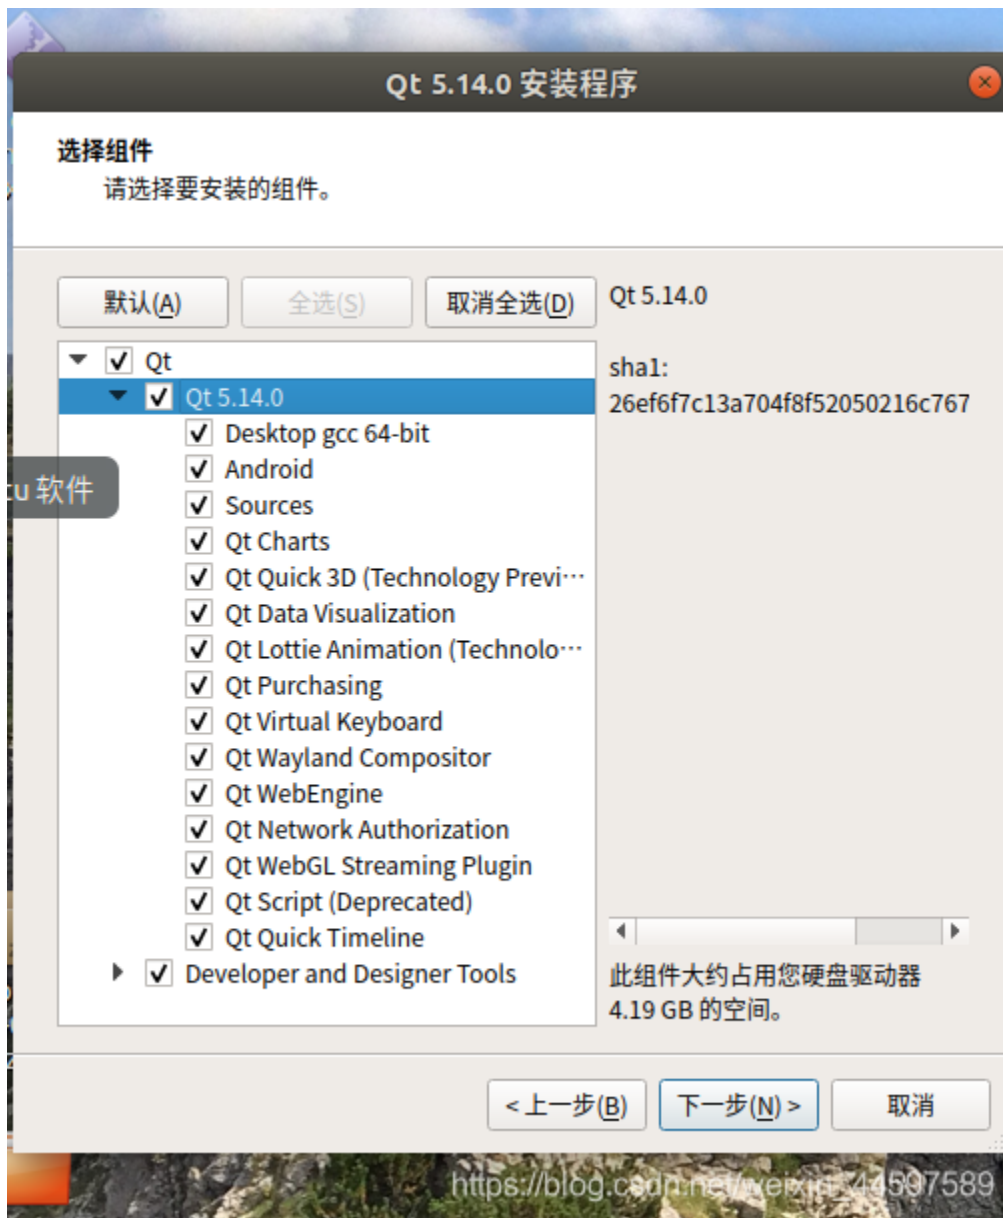 Qt 5.14.0 安装程序
选择组件
请选择要安装的组件。
默认(A)
全选(S)
取消全选(D)
Qt 5.14.0
sha1:
26ef6f7c13a704f8f52050216c767
Qt
Qt 5.14.0
Desktop gcc 64-bit
Android
Sources
Qt Charts
Qt Quick 3D (Technology Previ…
Qt Data Visualization
Qt Lottie Animation (Technolo…
Qt Purchasing
Qt Virtual Keyboard
Qt Wayland Compositor
Qt WebEngine
Qt Network Authorization
Qt WebGL Streaming Plugin
Qt Script (Deprecated)
Qt Quick Timeline
Developer and Designer Tools
tu 软件
此组件大约占用您硬盘驱动器
4.19 GB 的空间。
< 上一步(B)
下一步(N) >
取消
https://blog.csdn.net/weixin_44507589